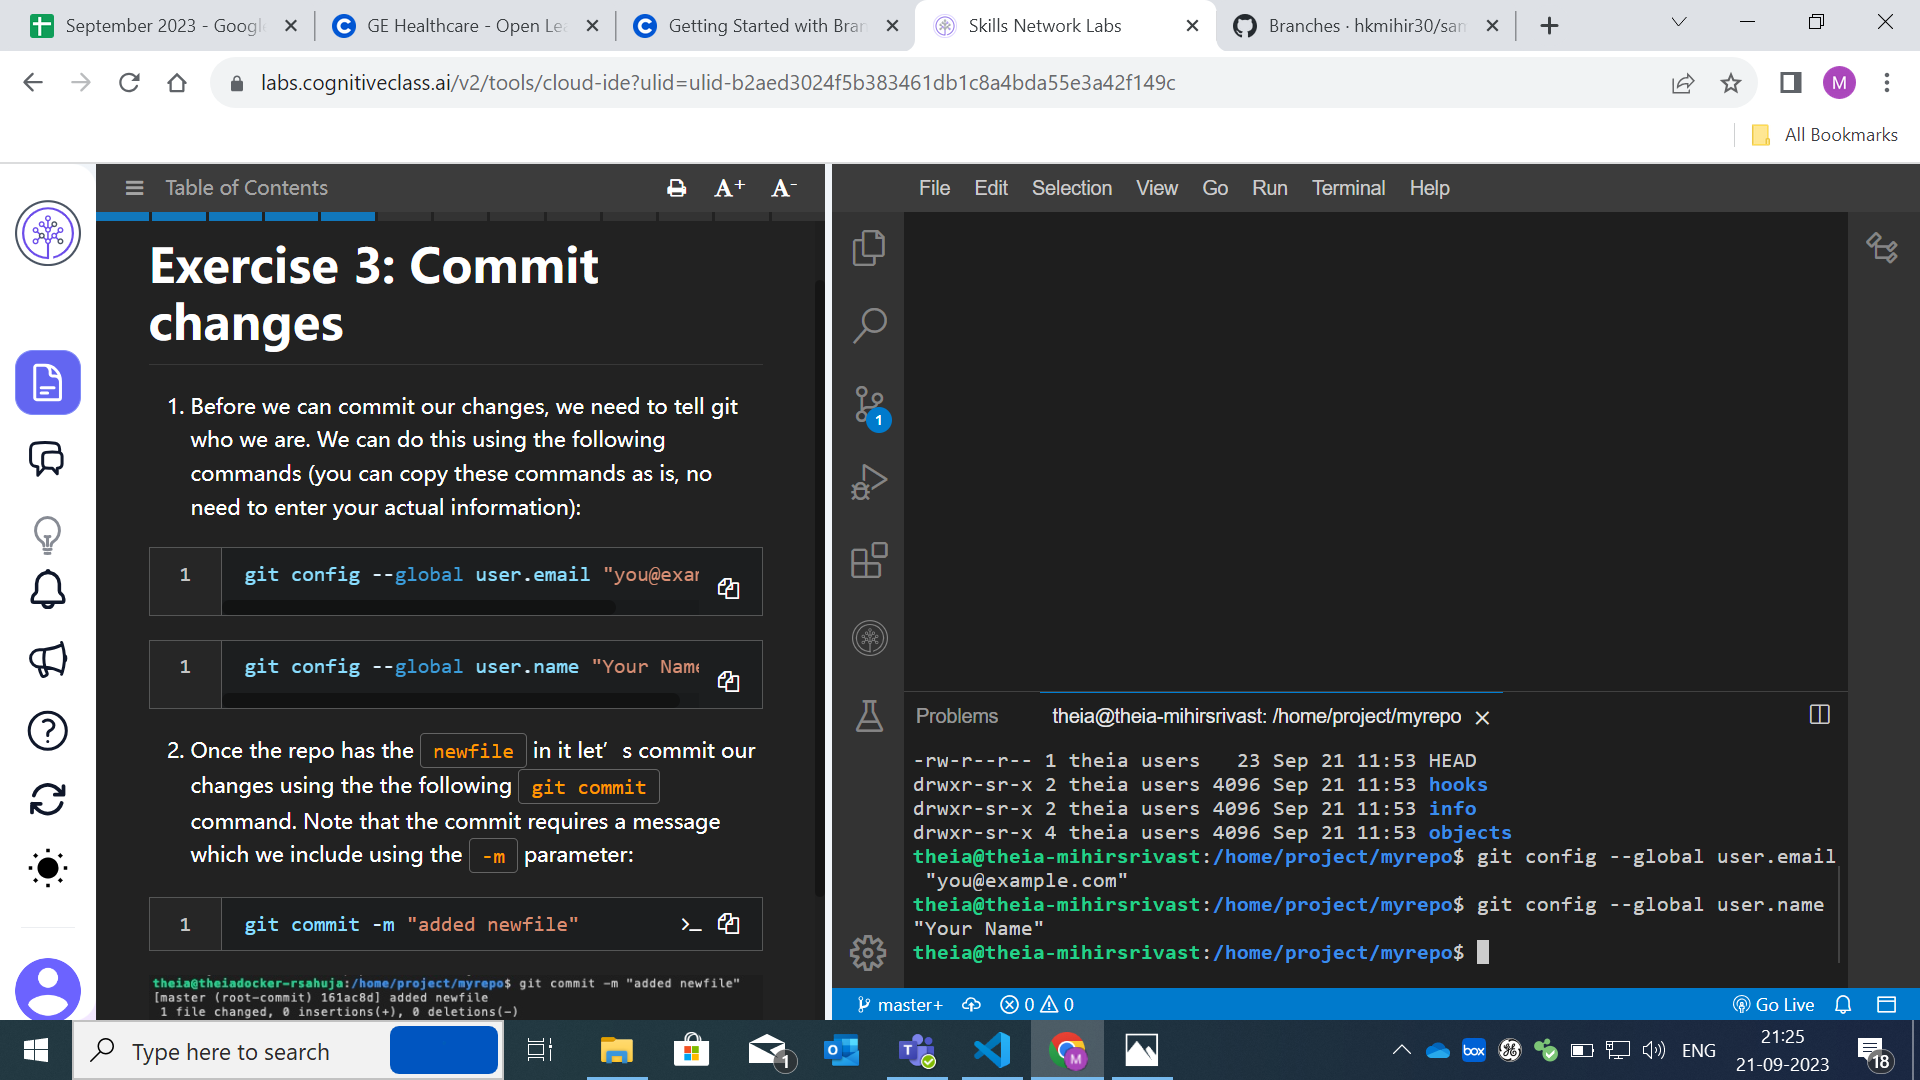 September 2023 - Google
GE Healthcare - Open Lea
Getting Started with Bran
Skills Network Labs
Branches · hkmihir30/sam
labs.cognitiveclass.ai/v2/tools/cloud-ide?ulid=ulid-b2aed3024f5b383461db1c8a4bda55e3a42f149c
M
All Bookmarks
Table of Contents
A+ A-
File Edit Selection View Go Run Terminal Help
Exercise 3: Commit
changes
1. Before we can commit our changes, we need to tell git
who we are. We can do this using the following
commands (you can copy these commands as is, no
need to enter your actual information):
1 git config --global user.email "you@exam
1 git config --global user.name "Your Name
2. Once the repo has the newfile in it let's commit our
changes using the the following git commit
command. Note that the commit requires a message
which we include using the -m parameter:
1 git commit -m "added newfile"
theia@theiadocker-rsahuja:/home/project/myrepo$ git commit -m "added newfile"
[master (root-commit) 161ac8d] added newfile
1 file changed, 0 insertions(+), 0 deletions(-)
1
Problems theia@theia-mihirsrivast: /home/project/myrepo
-rw-r--r-- 1 theia users 23 Sep 21 11:53 HEAD
drwxr-sr-x 2 theia users 4096 Sep 21 11:53 hooks
drwxr-sr-x 2 theia users 4096 Sep 21 11:53 info
drwxr-sr-x 4 theia users 4096 Sep 21 11:53 objects
theia@theia-mihirsrivast:/home/project/myrepo$ git config --global user.email
"you@example.com"
theia@theia-mihirsrivast:/home/project/myrepo$ git config --global user.name
"Your Name"
theia@theia-mihirsrivast:/home/project/myrepo$
master+ 0 0 Go Live
Type here to search
1
M
box
ENG
21:25
21-09-2023
18